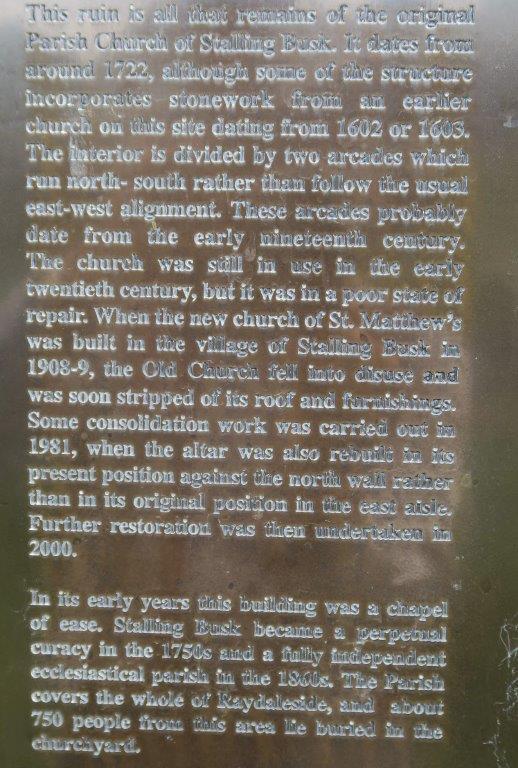 This ruin is all that remains of the original
Parish Church of Stalling Busk. It dates from
around 1722, although some of the structure
incorporates stonework from an earlier
church on this site dating from 1602 or 1603.
The interior is divided by two arcades which
run north- south rather than follow the usual
east-west alignment. These arcades probably
date from the early nineteenth century.
The church was still in use in the early
twentieth century, but it was in a poor state of
repair. When the new church of St. Matthew's
was built in the village of Stalling Busk in
1908-9, the Old Church fell into disuse and
was soon stripped of its roof and furnishings.
Some consolidation work was carried out in
1981, when the altar was also rebuilt in its
present position against the north wall rather
than in its original position in the east aisle.
Further restoration was then undertaken in
2000.
In its early years this building was a chapel
of ease. Stalling Busk became a perpetual
curacy in the 1750s and a fully independent
ecclesiastical parish in the 1860s. The Parish
covers the whole of Raydaleside, and about
750 people from this area lie buried in the
churchyard.